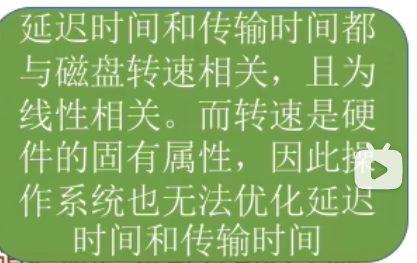 延迟时间和传输时间都
与磁盘转速相关，且为
线性相关。而转速是硬
件的固有属性，因此操
作系统也无法优化延迟
时间和传输时间